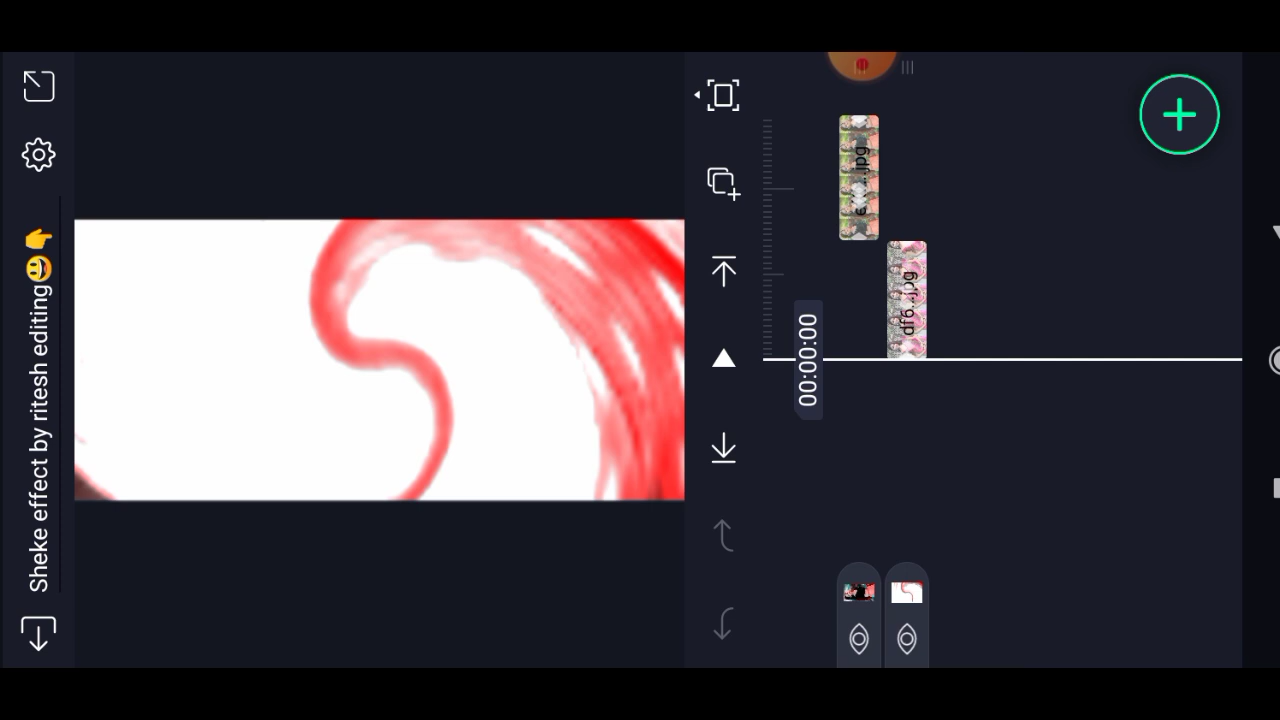 Sheke effect by ritesh editing😃👉
00:00:00
e...jpg
df6...jpg